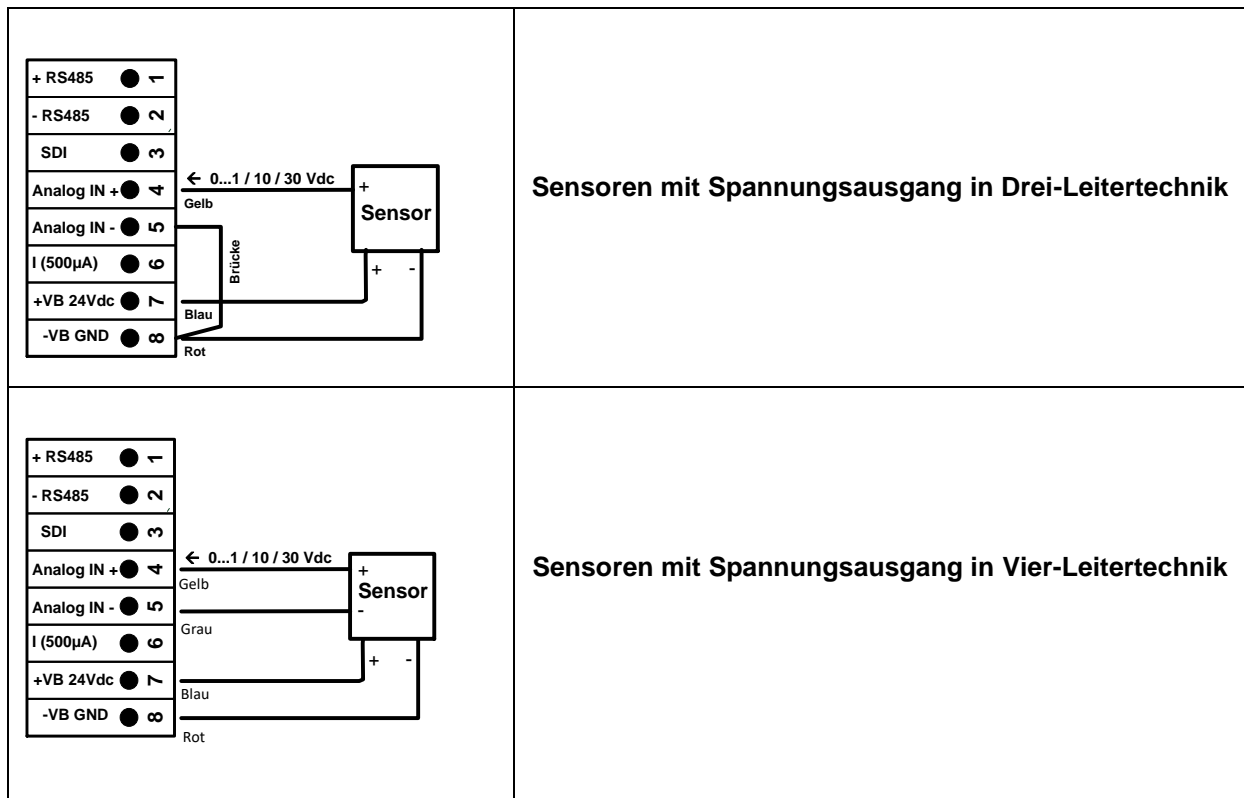 + RS485 1
- RS485 2
SDI 3
Analog IN + 4
Analog IN - 5
I (500µA) 6
+VB 24Vdc 7
-VB GND 8
← 0...1 / 10 / 30 Vdc
Gelb
Brücke
Blau
Rot
+
Sensor
+ -
Sensoren mit Spannungsausgang in Drei-Leitertechnik
+ RS485 1
- RS485 2
SDI 3
Analog IN + 4
Analog IN - 5
I (500µA) 6
+VB 24Vdc 7
-VB GND 8
← 0...1 / 10 / 30 Vdc
Gelb
Grau
Blau
Rot
+
Sensor
-
+ -
Sensoren mit Spannungsausgang in Vier-Leitertechnik